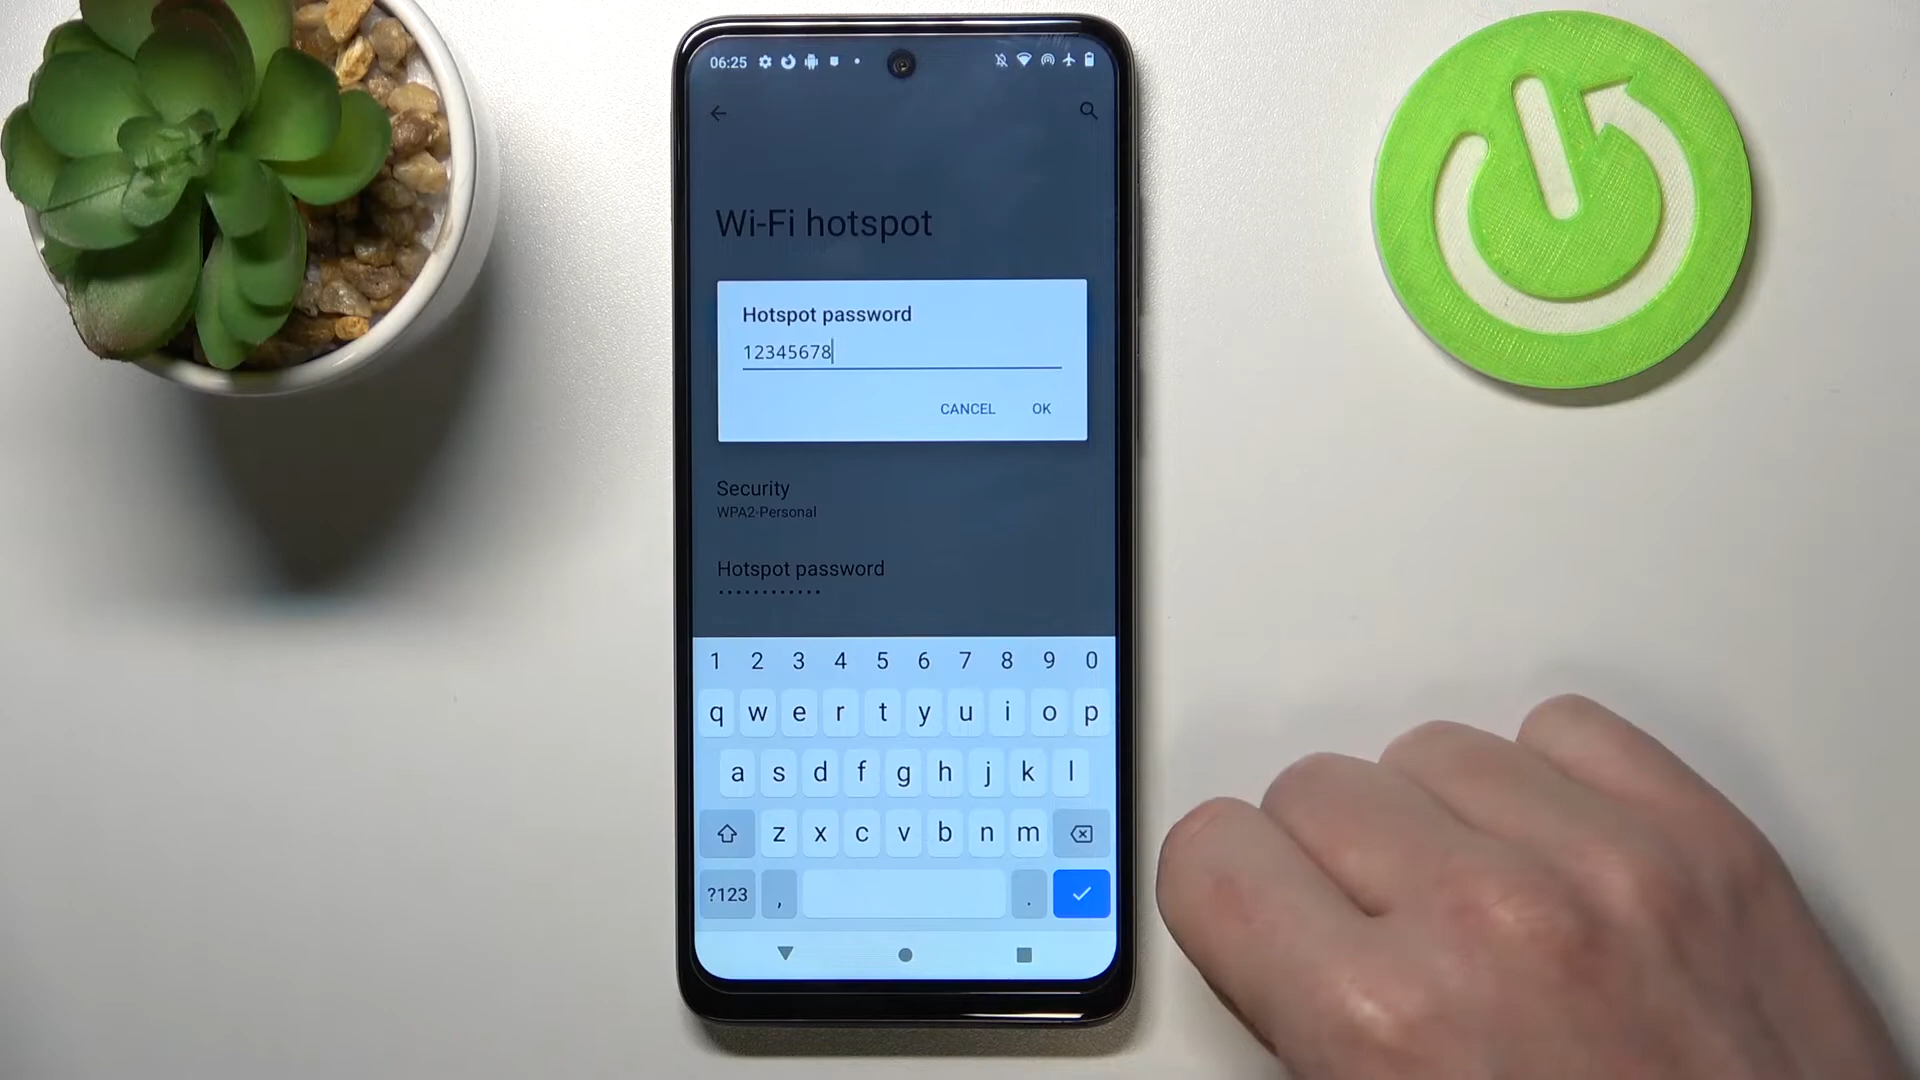 06:25
Wi-Fi hotspot
Hotspot password
12345678
CANCEL OK
Security
WPA2-Personal
Hotspot password
............
1 2 3 4 5 6 7 8 9 0
q w e r t y u i o p
a s d f g h j k l
z x c v b n m
?123 , .